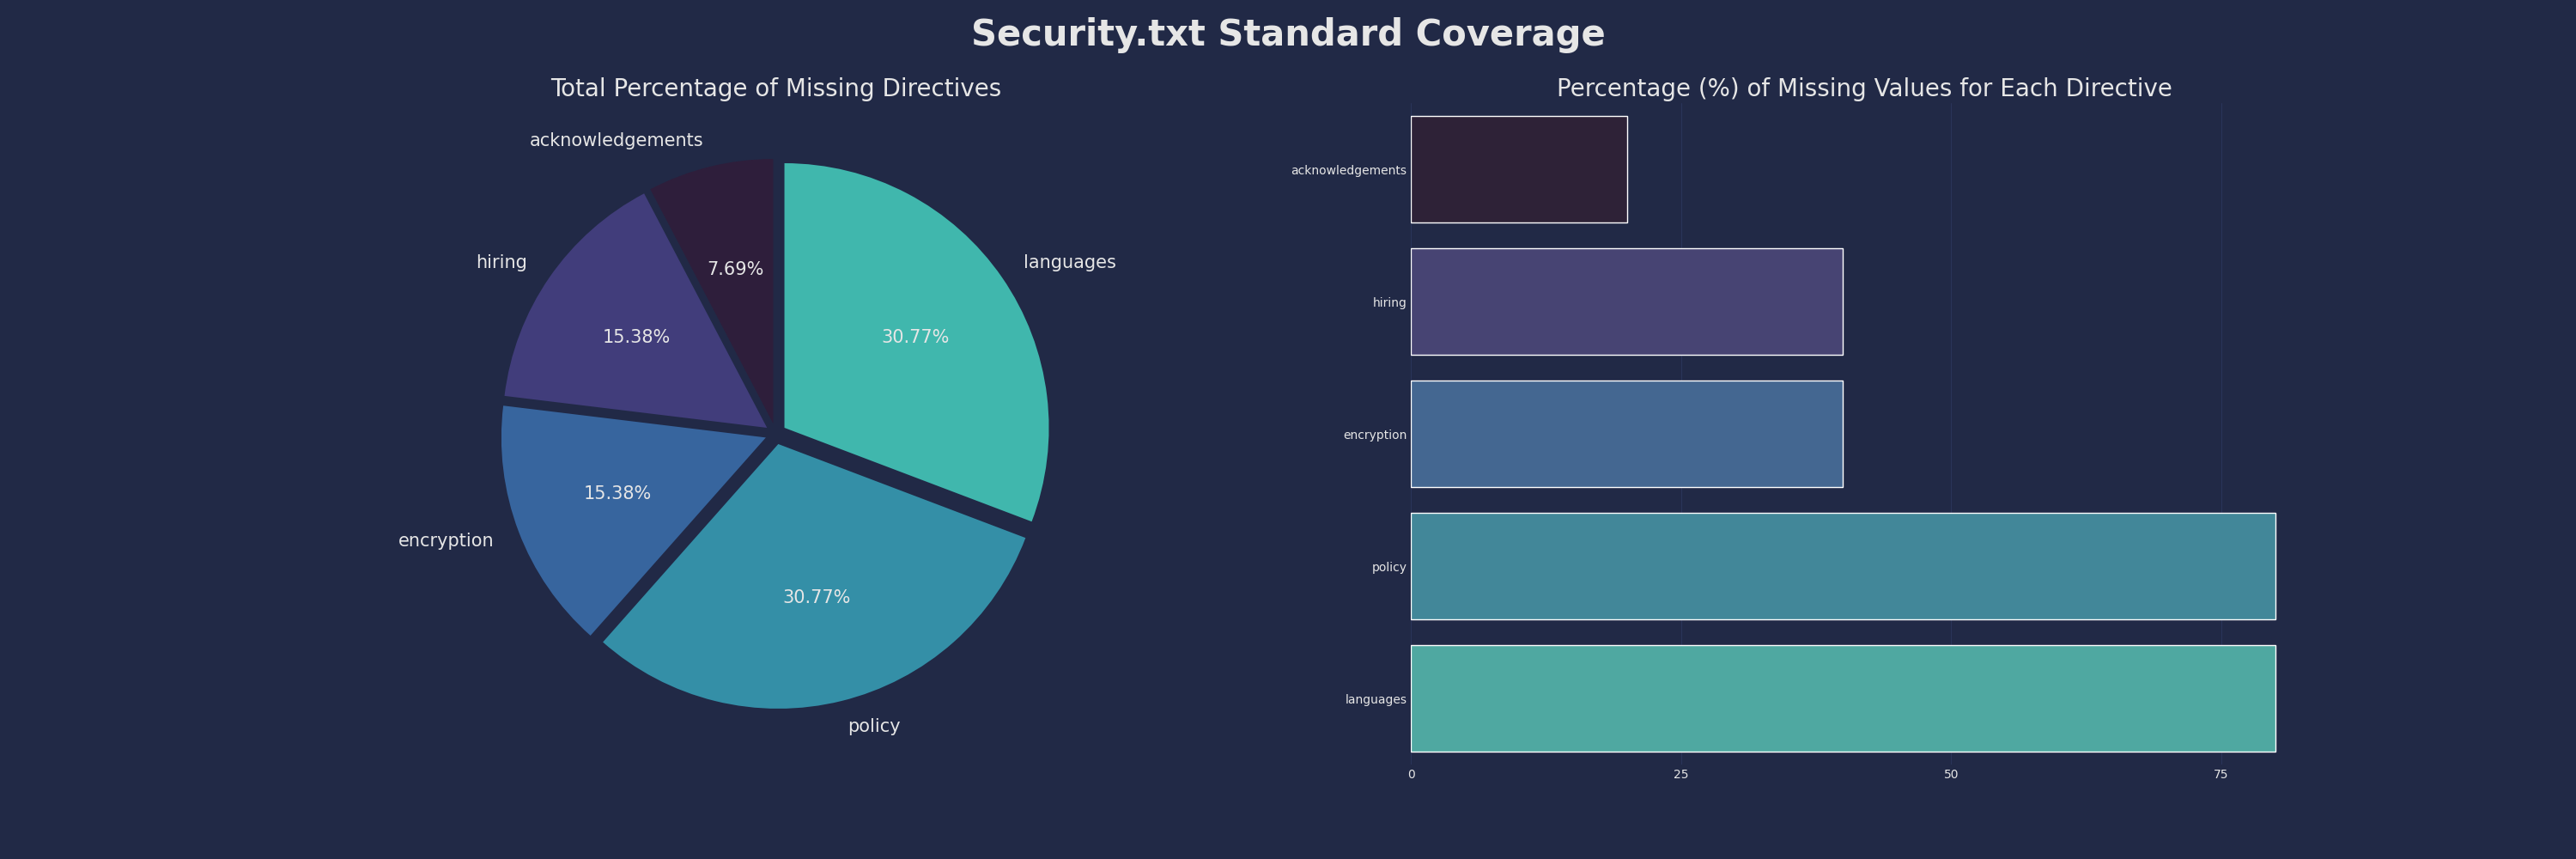 Security.txt Standard Coverage
Total Percentage of Missing Directives
acknowledgements
hiring
languages
7.69%
15.38%
30.77%
15.38%
encryption
30.77%
policy
Percentage (%) of Missing Values for Each Directive
acknowledgements
hiring
encryption
policy
languages
0 25 50 75